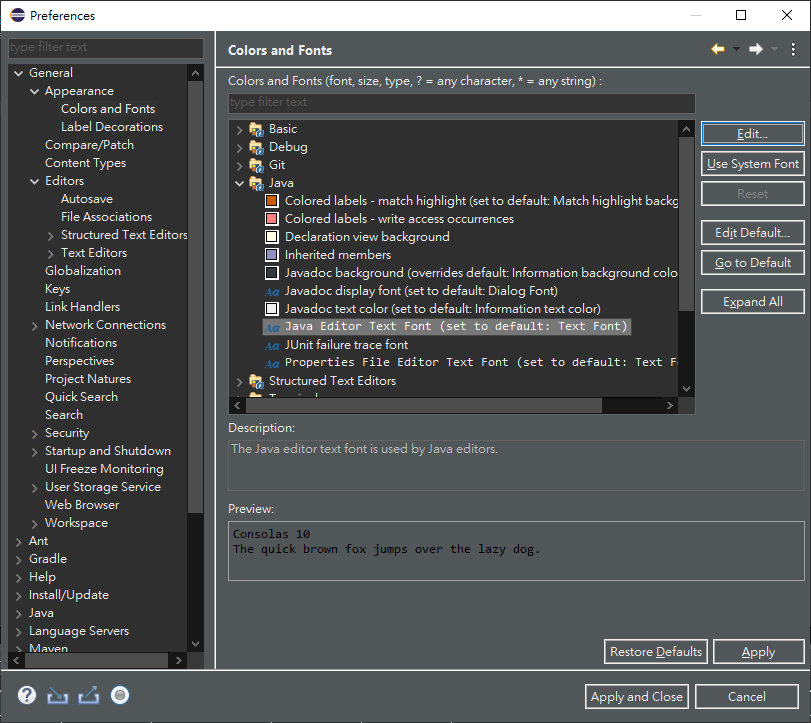 Preferences
type filter text
General
Appearance
Colors and Fonts
Label Decorations
Compare/Patch
Content Types
Editors
Autosave
File Associations
Structured Text Editors
Text Editors
Globalization
Keys
Link Handlers
Network Connections
Notifications
Perspectives
Project Natures
Quick Search
Search
Security
Startup and Shutdown
UI Freeze Monitoring
User Storage Service
Web Browser
Workspace
Ant
Gradle
Help
Install/Update
Java
Language Servers
Maven
Colors and Fonts
Colors and Fonts (font, size, type, ? = any character, * = any string) :
type filter text
Basic
Debug
Git
Java
Colored labels - match highlight (set to default: Match highlight backg
Colored labels - write access occurrences
Declaration view background
Inherited members
Javadoc background (overrides default: Information background colo
Javadoc display font (set to default: Dialog Font)
Javadoc text color (set to default: Information text color)
Java Editor Text Font (set to default: Text Font)
JUnit failure trace font
Properties File Editor Text Font (set to default: Text F
Structured Text Editors
Edit...
Use System Font
Reset
Edit Default...
Go to Default
Expand All
Description:
The Java editor text font is used by Java editors.
Preview:
Consolas 10
The quick brown fox jumps over the lazy dog.
Restore Defaults
Apply
Apply and Close
Cancel